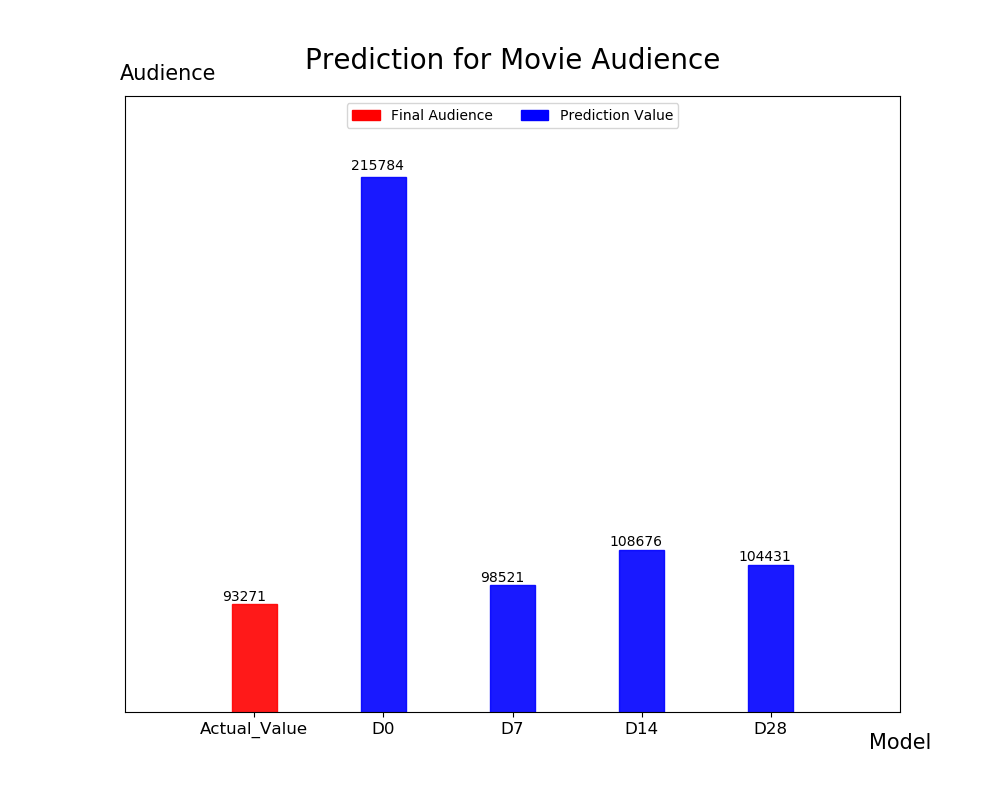 Prediction for Movie Audience
Audience
Final Audience
Prediction Value
215784
108676
104431
98521
93271
Actual_Value
D0
D7
D14
D28
Model